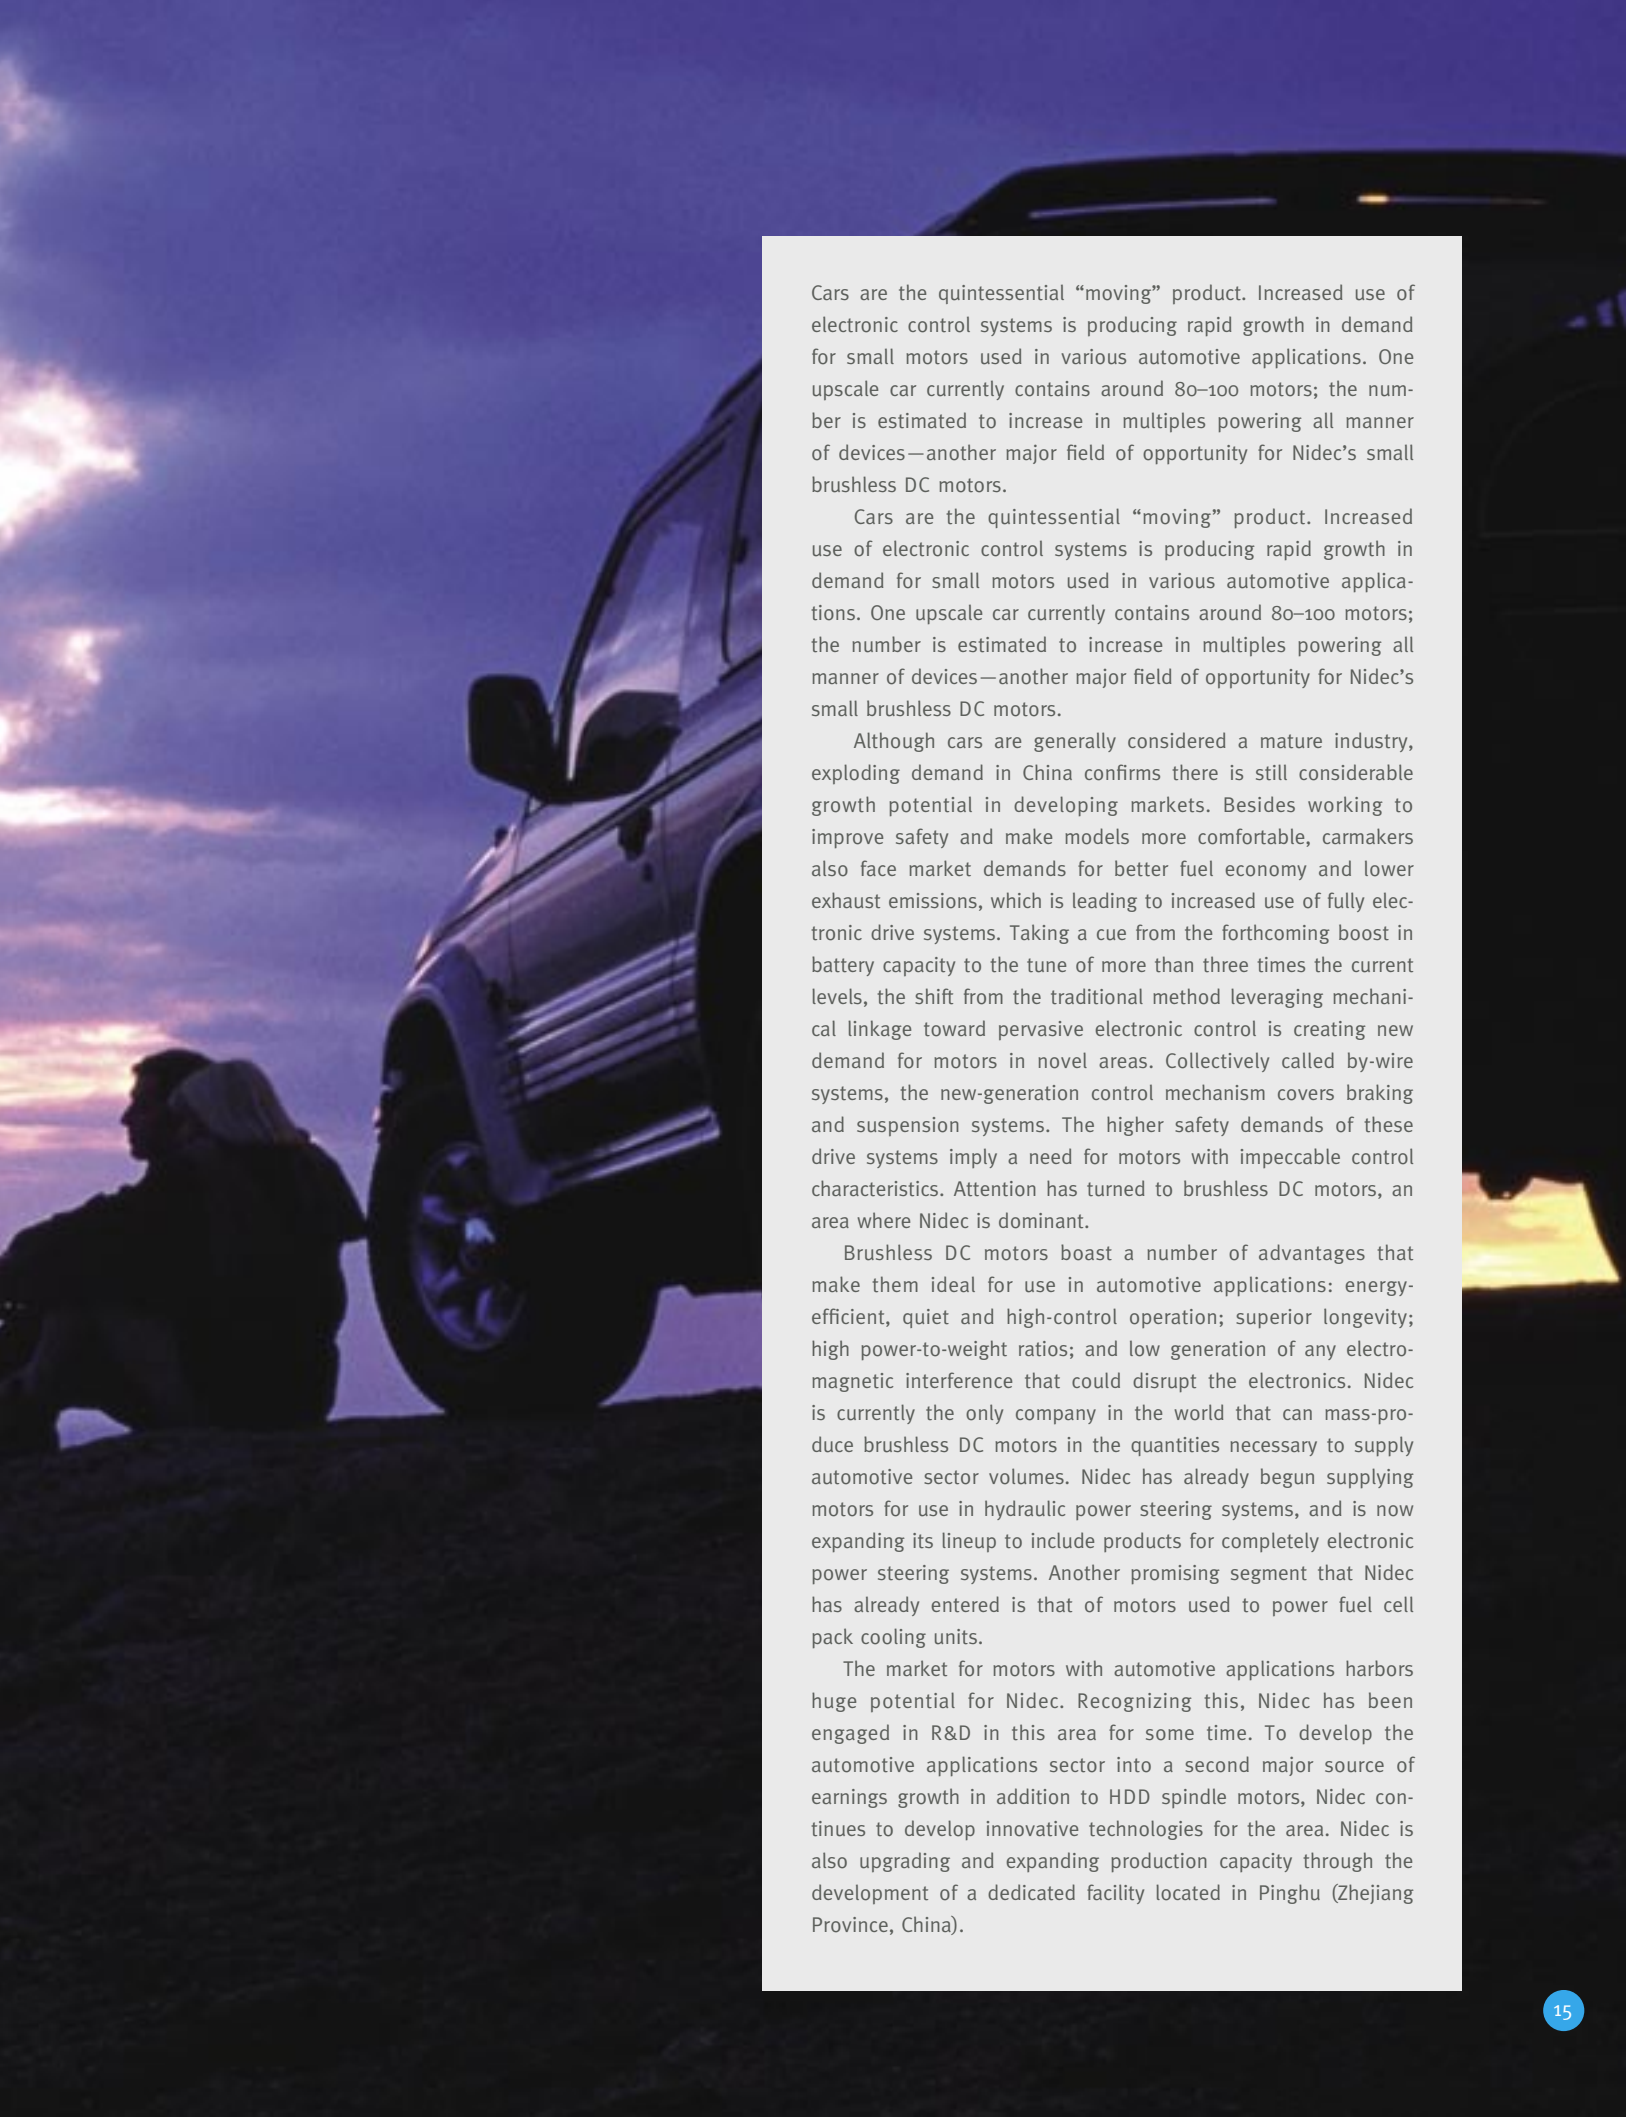 Cars are the quintessential “moving” product. Increased use of
electronic control systems is producing rapid growth in demand
for small motors used in various automotive applications. One
upscale car currently contains around 80–100 motors; the num-
ber is estimated to increase in multiples powering all manner
of devices—another major field of opportunity for Nidec’s small
brushless DC motors.
Cars are the quintessential “moving” product. Increased
use of electronic control systems is producing rapid growth in
demand for small motors used in various automotive applica-
tions. One upscale car currently contains around 80–100 motors;
the number is estimated to increase in multiples powering all
manner of devices—another major field of opportunity for Nidec’s
small brushless DC motors.
Although cars are generally considered a mature industry,
exploding demand in China confirms there is still considerable
growth potential in developing markets. Besides working to
improve safety and make models more comfortable, carmakers
also face market demands for better fuel economy and lower
exhaust emissions, which is leading to increased use of fully elec-
tronic drive systems. Taking a cue from the forthcoming boost in
battery capacity to the tune of more than three times the current
levels, the shift from the traditional method leveraging mechani-
cal linkage toward pervasive electronic control is creating new
demand for motors in novel areas. Collectively called by-wire
systems, the new-generation control mechanism covers braking
and suspension systems. The higher safety demands of these
drive systems imply a need for motors with impeccable control
characteristics. Attention has turned to brushless DC motors, an
area where Nidec is dominant.
Brushless DC motors boast a number of advantages that
make them ideal for use in automotive applications: energy-
efficient, quiet and high-control operation; superior longevity;
high power-to-weight ratios; and low generation of any electro-
magnetic interference that could disrupt the electronics. Nidec
is currently the only company in the world that can mass-pro-
duce brushless DC motors in the quantities necessary to supply
automotive sector volumes. Nidec has already begun supplying
motors for use in hydraulic power steering systems, and is now
expanding its lineup to include products for completely electronic
power steering systems. Another promising segment that Nidec
has already entered is that of motors used to power fuel cell
pack cooling units.
The market for motors with automotive applications harbors
huge potential for Nidec. Recognizing this, Nidec has been
engaged in R&D in this area for some time. To develop the
automotive applications sector into a second major source of
earnings growth in addition to HDD spindle motors, Nidec con-
tinues to develop innovative technologies for the area. Nidec is
also upgrading and expanding production capacity through the
development of a dedicated facility located in Pinghu (Zhejiang
Province, China).
15